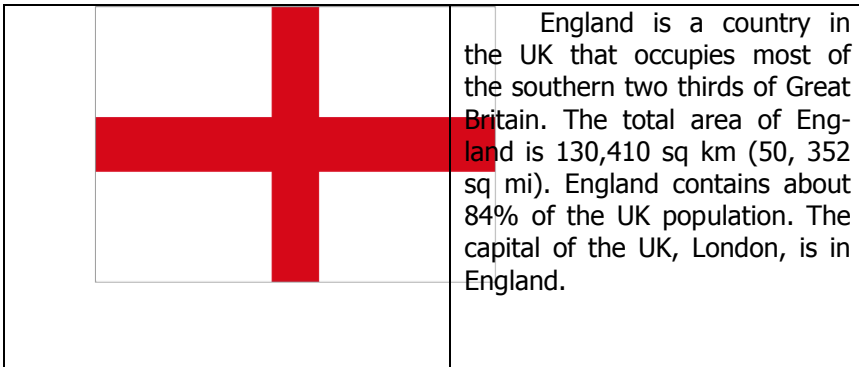 England is a country in
the UK that occupies most of
the southern two thirds of Great
Britain. The total area of Eng-
land is 130,410 sq km (50, 352
sq mi). England contains about
84% of the UK population. The
capital of the UK, London, is in
England.